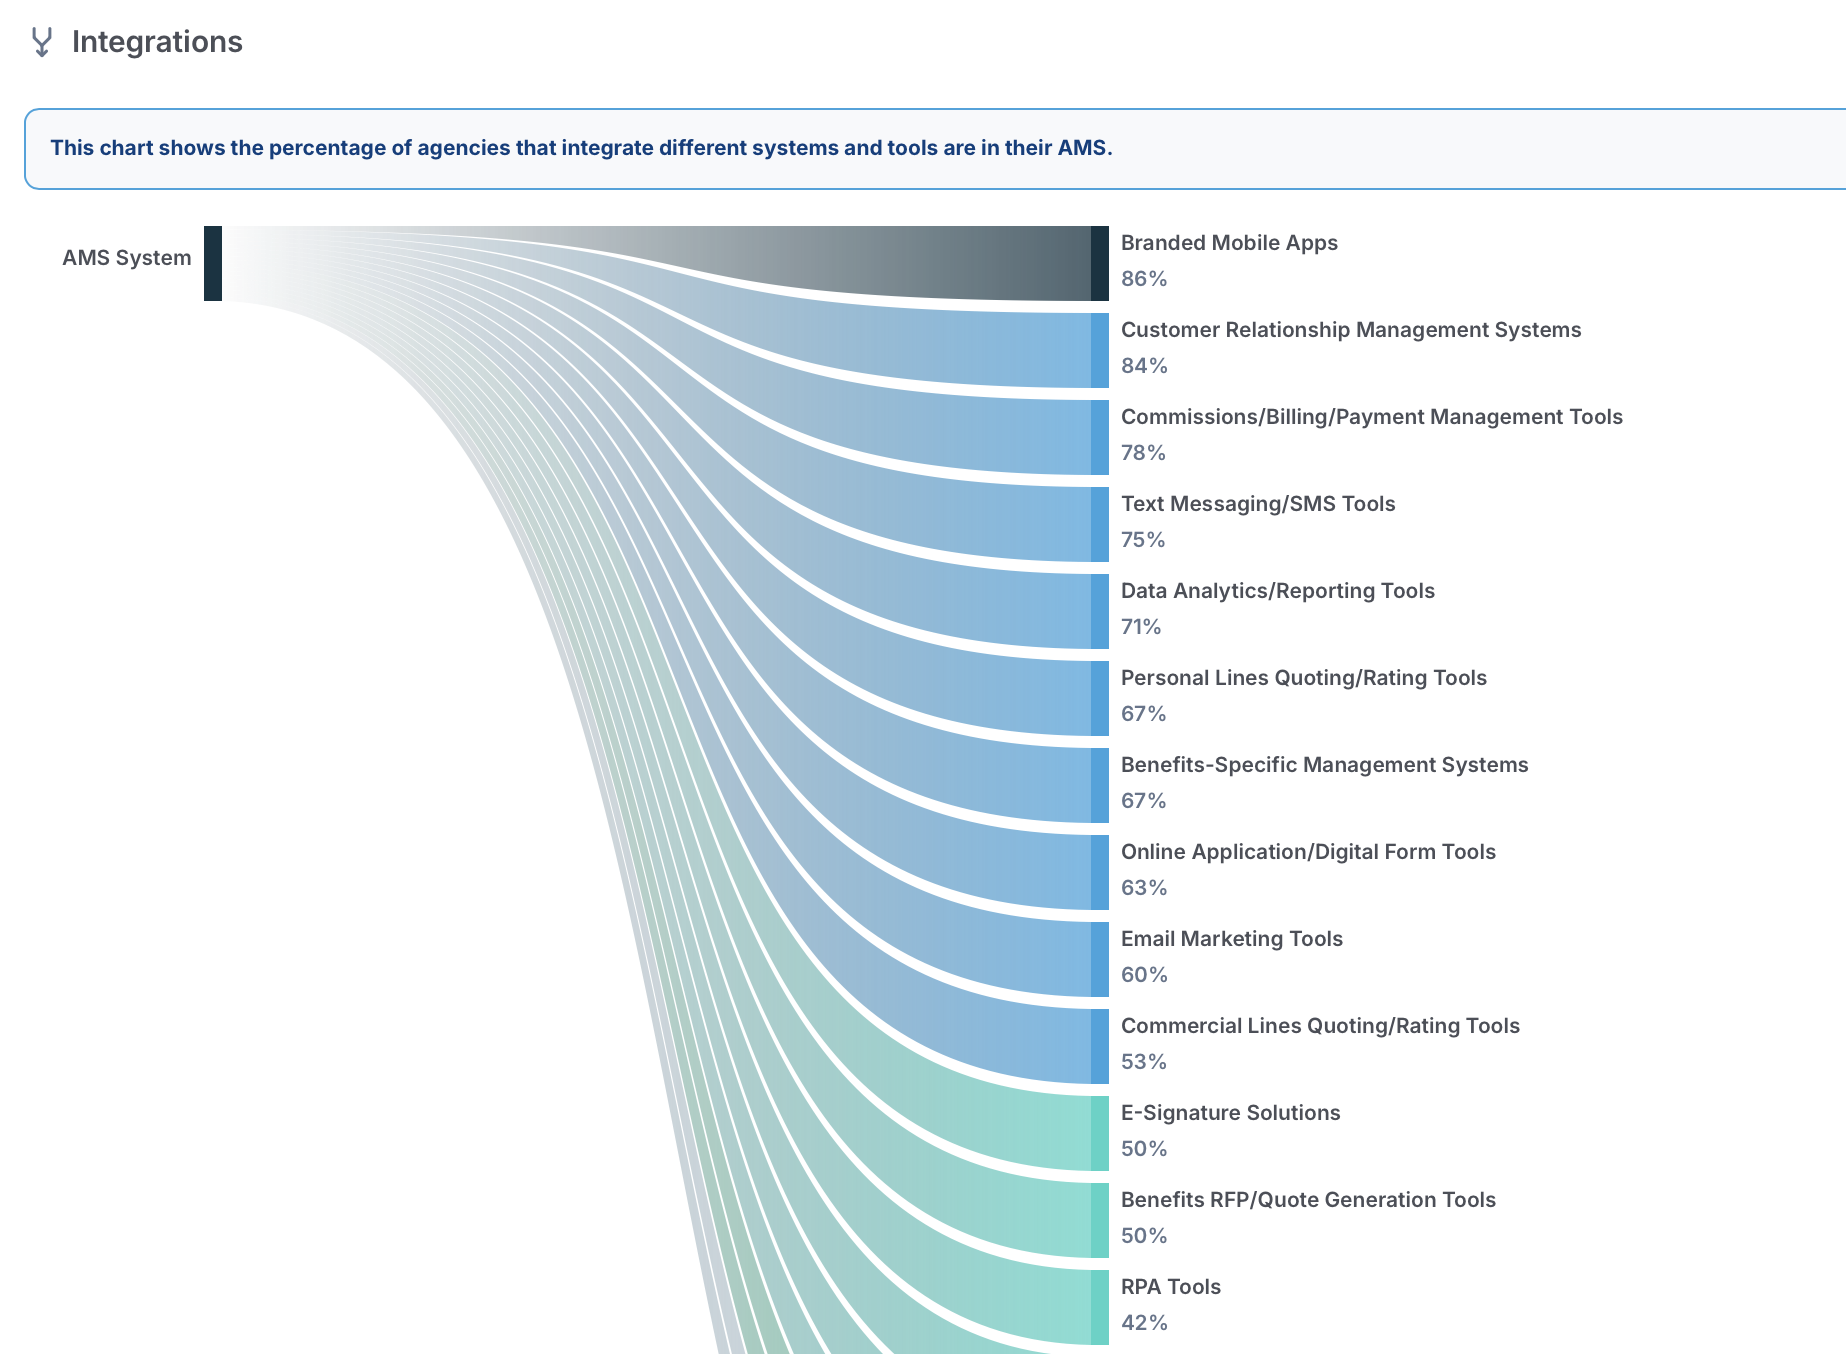 Integrations
This chart shows the percentage of agencies that integrate different systems and tools are in their AMS.
AMS System
Branded Mobile Apps
86%
Customer Relationship Management Systems
84%
Commissions/Billing/Payment Management Tools
78%
Text Messaging/SMS Tools
75%
Data Analytics/Reporting Tools
71%
Personal Lines Quoting/Rating Tools
67%
Benefits-Specific Management Systems
67%
Online Application/Digital Form Tools
63%
Email Marketing Tools
60%
Commercial Lines Quoting/Rating Tools
53%
E-Signature Solutions
50%
Benefits RFP/Quote Generation Tools
50%
RPA Tools
42%